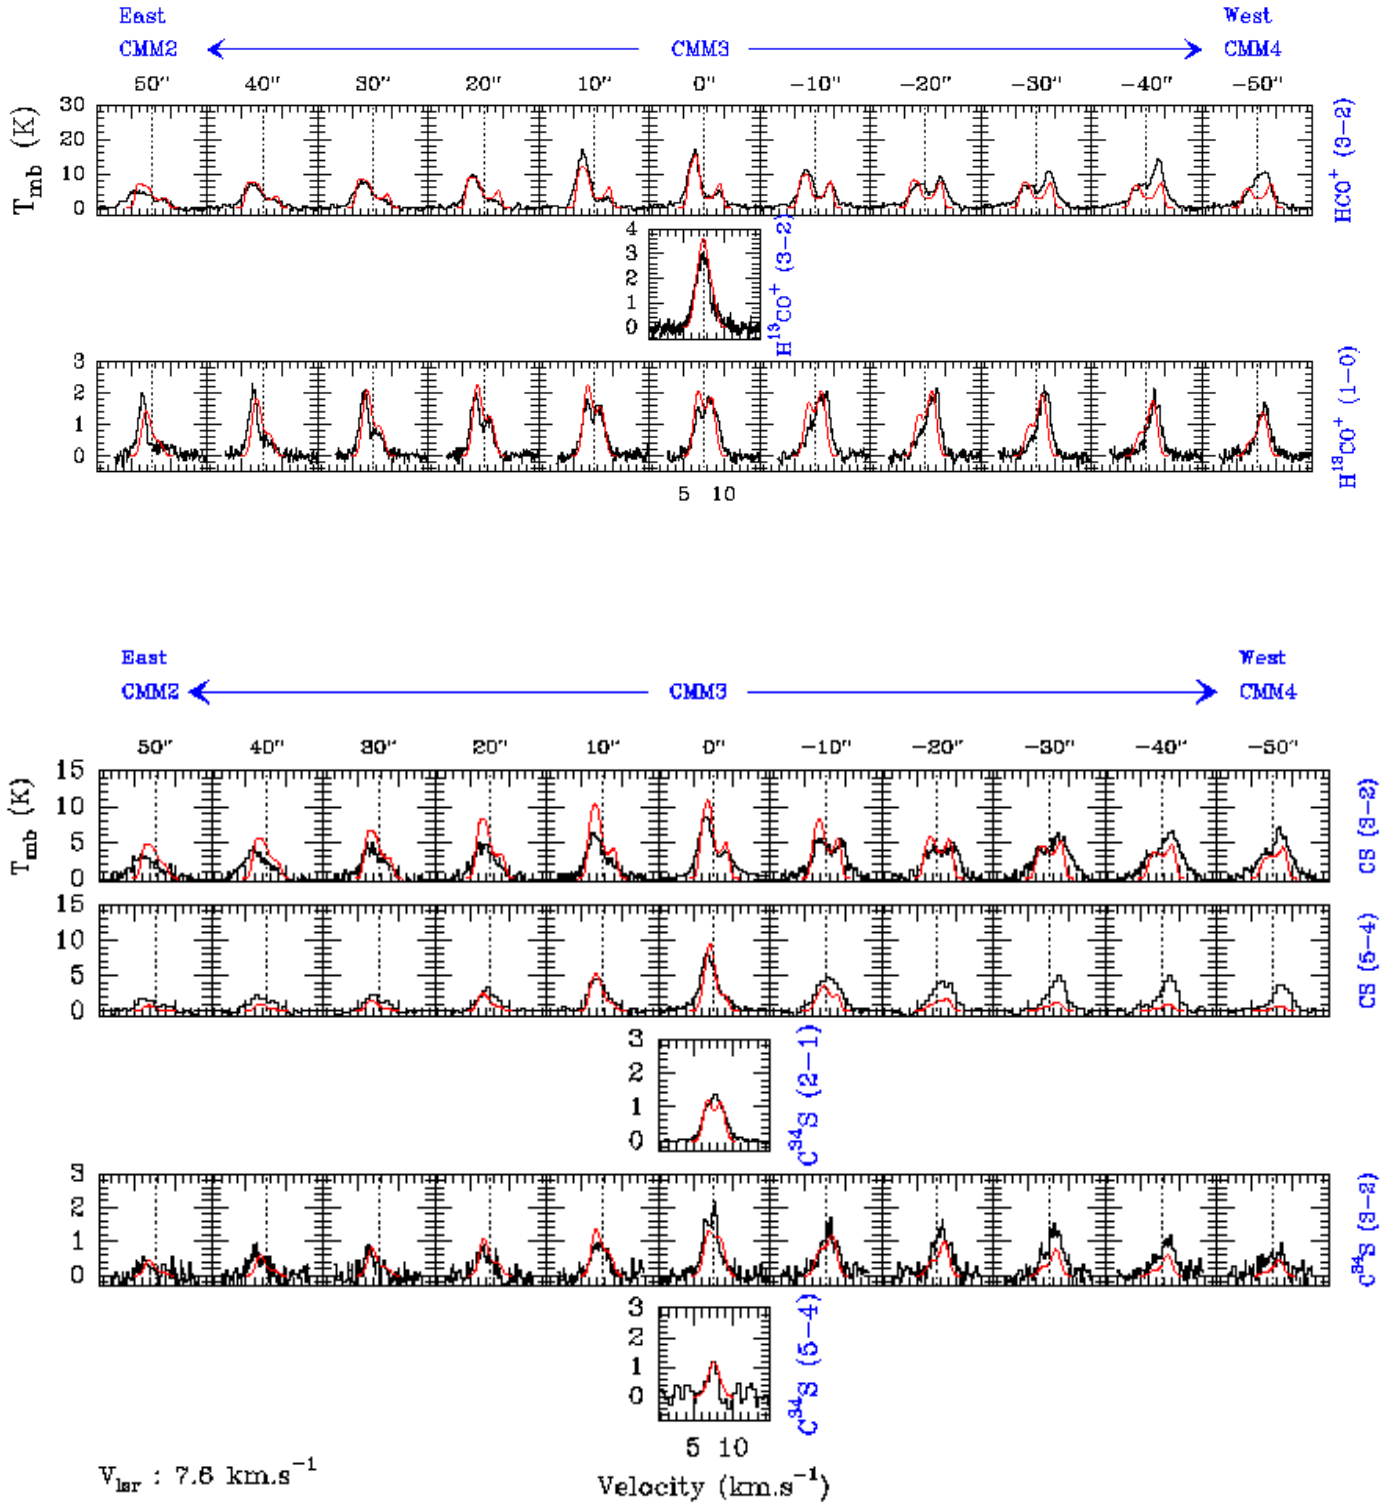 East West
CMM2 CMM3 CMM4
50" 40" 30" 20" 10" 0" -10" -20" -30" -40" -50"
T_mb (K)
30
20
10
0
HCO⁺ (3-2)
4
3
2
1
0
H¹³CO⁺ (3-2)
3
2
1
0
H¹³CO⁺ (1-0)
5 10
East West
CMM2 CMM3 CMM4
50" 40" 30" 20" 10" 0" -10" -20" -30" -40" -50"
T_mb (K)
15
10
5
0
CS (3-2)
15
10
5
0
CS (5-4)
3
2
1
0
C³⁴S (2-1)
3
2
1
0
C³⁴S (3-2)
3
2
1
0
C³⁴S (5-4)
5 10
V_lsr : 7.6 km.s⁻¹
Velocity (km.s⁻¹)